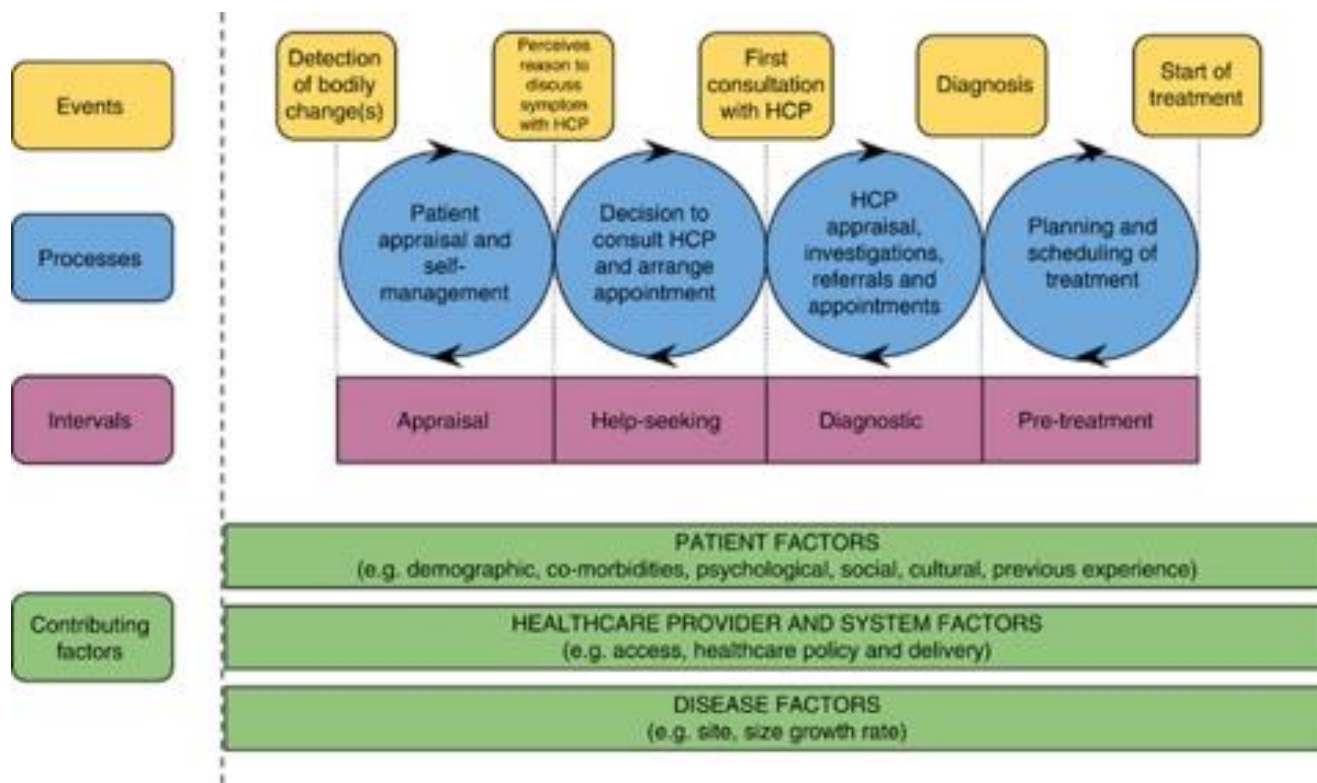 Events
Detection
of bodily
change(s)
Perceives
reason to
discuss
symptom
with HCP
First
consultation
with HCP
Diagnosis
Start of
treatment
Processes
Patient
appraisal and
self-
management
Decision to
consult HCP
and arrange
appointment
HCP
appraisal,
investigations,
referrals and
appointments
Planning and
scheduling of
treatment
Intervals
Appraisal
Help-seeking
Diagnostic
Pre-treatment
Contributing
factors
PATIENT FACTORS
(e.g. demographic, co-morbidities, psychological, social, cultural, previous experience)
HEALTHCARE PROVIDER AND SYSTEM FACTORS
(e.g. access, healthcare policy and delivery)
DISEASE FACTORS
(e.g. site, size growth rate)